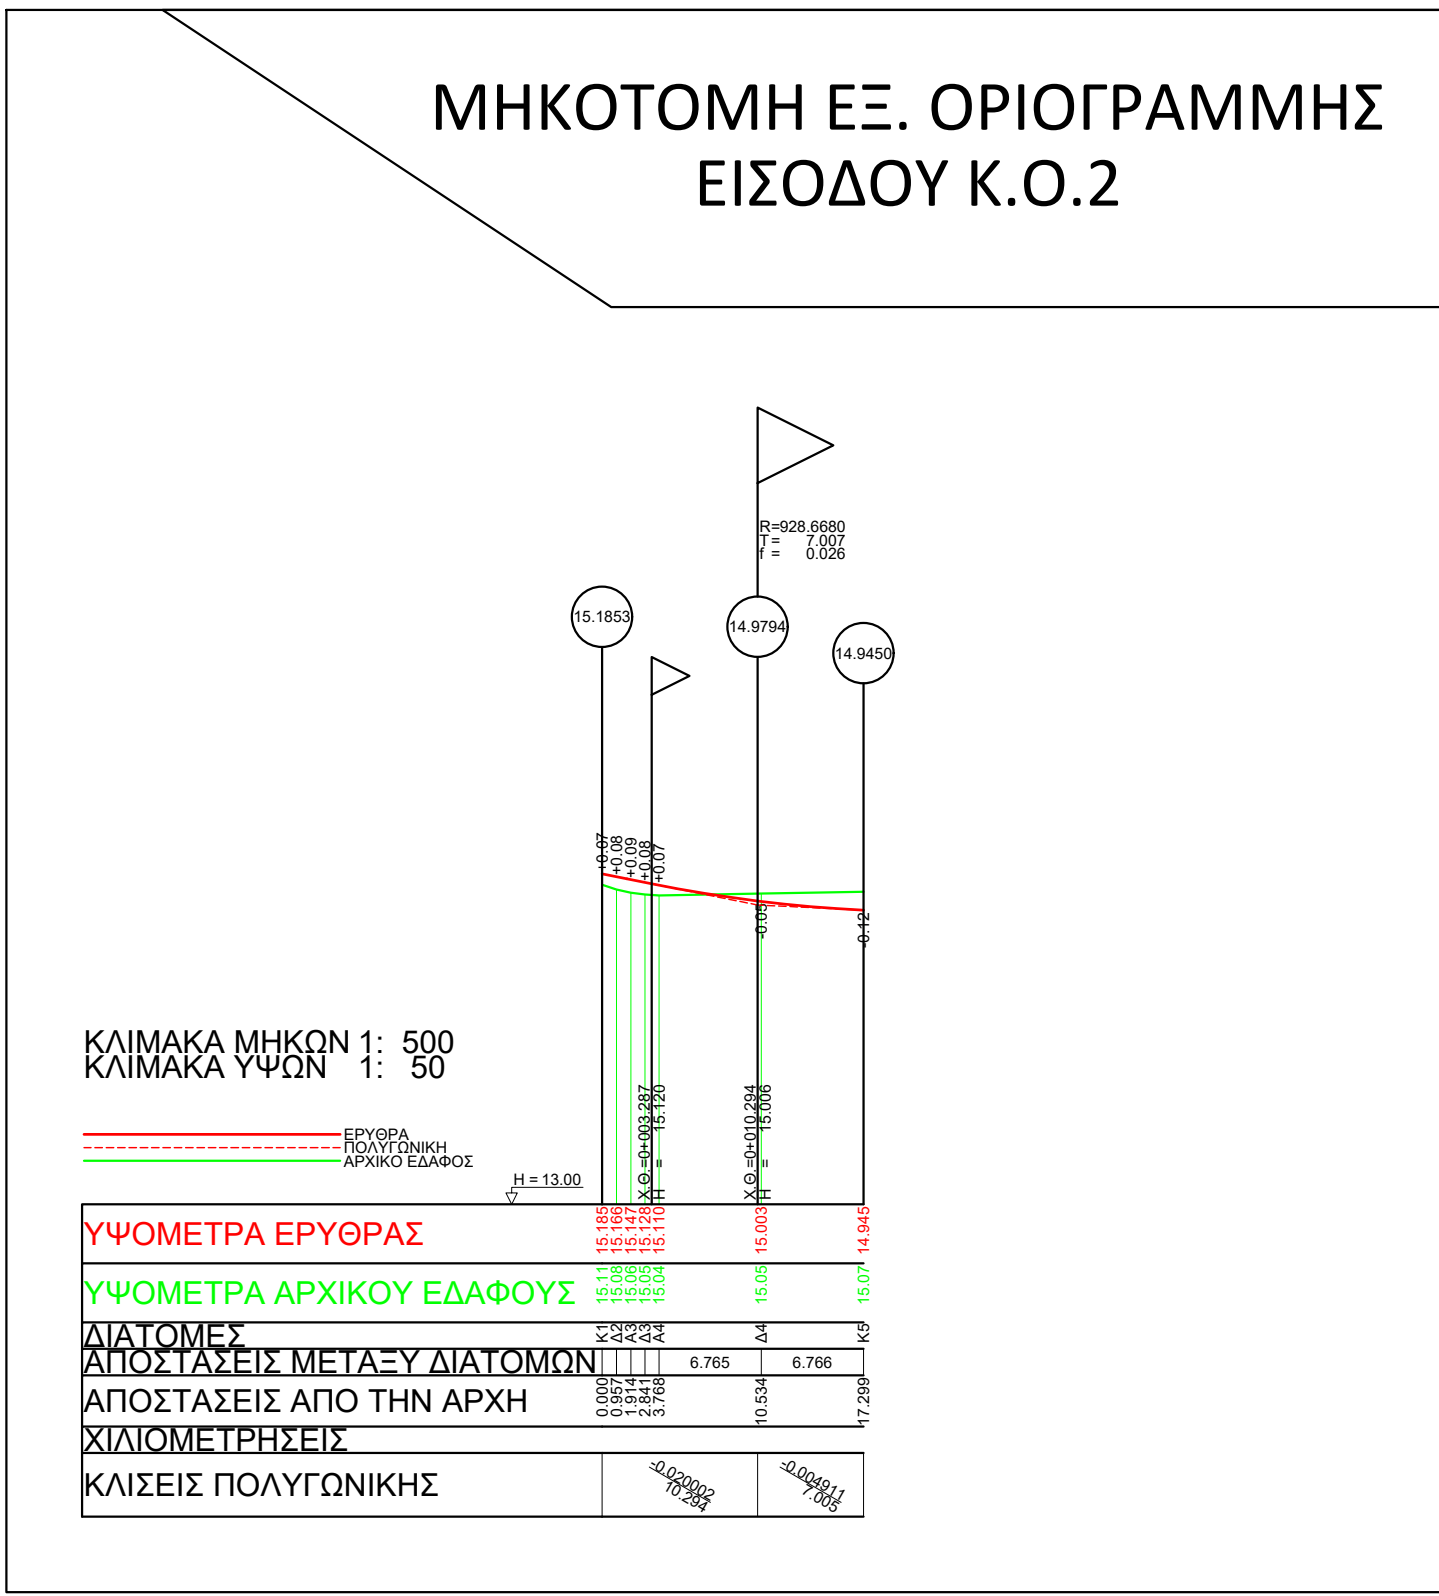 ΜΗΚΟΤΟΜΗ ΕΞ. ΟΡΙΟΓΡΑΜΜΗΣ
ΕΙΣΟΔΟΥ Κ.Ο.2
R=928.6680
T= 7.007
f = 0.026
15.1853
14.9794
14.9450
+0.07
+0.08
+0.09
+0.08
+0.07
-0.05
-0.12
ΚΛΙΜΑΚΑ ΜΗΚΩΝ 1: 500
ΚΛΙΜΑΚΑ ΥΨΩΝ 1: 50
ΕΡΥΘΡΑ
ΠΟΛΥΓΩΝΙΚΗ
ΑΡΧΙΚΟ ΕΔΑΦΟΣ
H = 13.00
Χ.Θ.=0+003.287
H = 15.120
Χ.Θ.=0+010.294
H = 15.006
ΥΨΟΜΕΤΡΑ ΕΡΥΘΡΑΣ 15.185 15.166 15.147 15.128 15.110 15.003 14.945
ΥΨΟΜΕΤΡΑ ΑΡΧΙΚΟΥ ΕΔΑΦΟΥΣ 15.11 15.08 15.06 15.05 15.04 15.05 15.07
ΔΙΑΤΟΜΕΣ Κ1 Δ2 Α3 Δ3 Α4 Δ4 Κ5
ΑΠΟΣΤΑΣΕΙΣ ΜΕΤΑΞΥ ΔΙΑΤΟΜΩΝ 6.765 6.766
ΑΠΟΣΤΑΣΕΙΣ ΑΠΟ ΤΗΝ ΑΡΧΗ 0.000 0.957 1.914 2.841 3.768 10.534 17.299
ΧΙΛΙΟΜΕΤΡΗΣΕΙΣ
ΚΛΙΣΕΙΣ ΠΟΛΥΓΩΝΙΚΗΣ
-0.020002
10.294
-0.004911
7.005